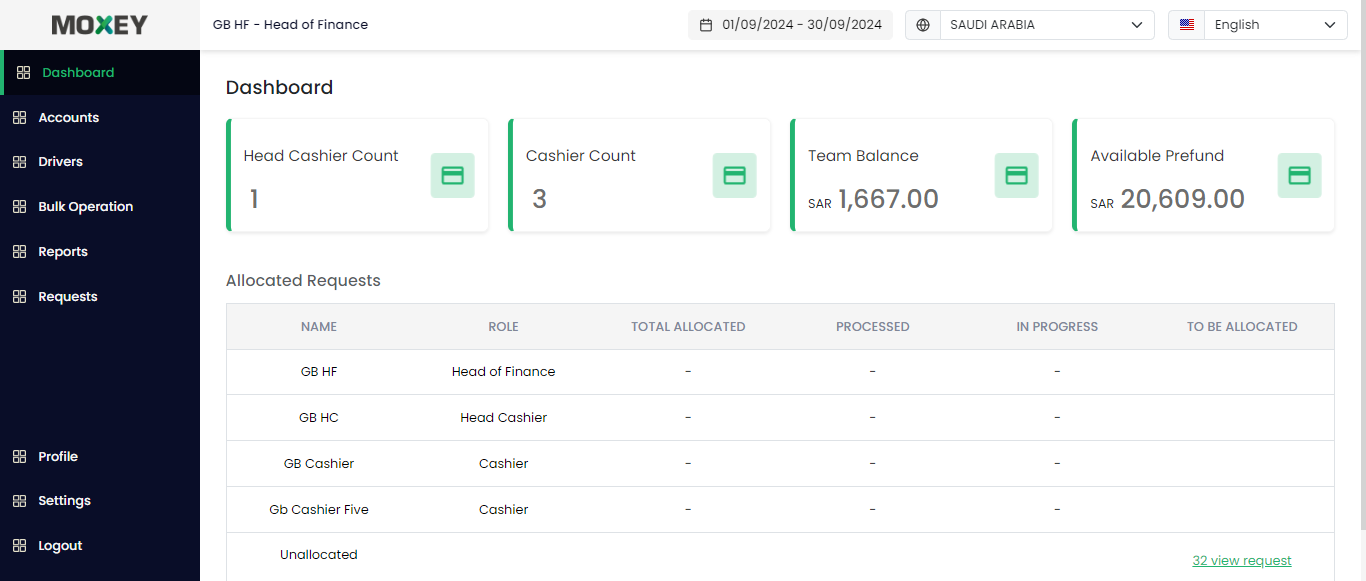 MOXEY
GB HF - Head of Finance
01/09/2024 - 30/09/2024
SAUDI ARABIA
English
Dashboard
Accounts
Drivers
Bulk Operation
Reports
Requests
Profile
Settings
Logout
Dashboard
Head Cashier Count
1
Cashier Count
3
Team Balance
SAR 1,667.00
Available Prefund
SAR 20,609.00
Allocated Requests
NAME ROLE TOTAL ALLOCATED PROCESSED IN PROGRESS TO BE ALLOCATED
GB HF Head of Finance - - -
GB HC Head Cashier - - -
GB Cashier Cashier - - -
Gb Cashier Five Cashier - - -
Unallocated 32 view request